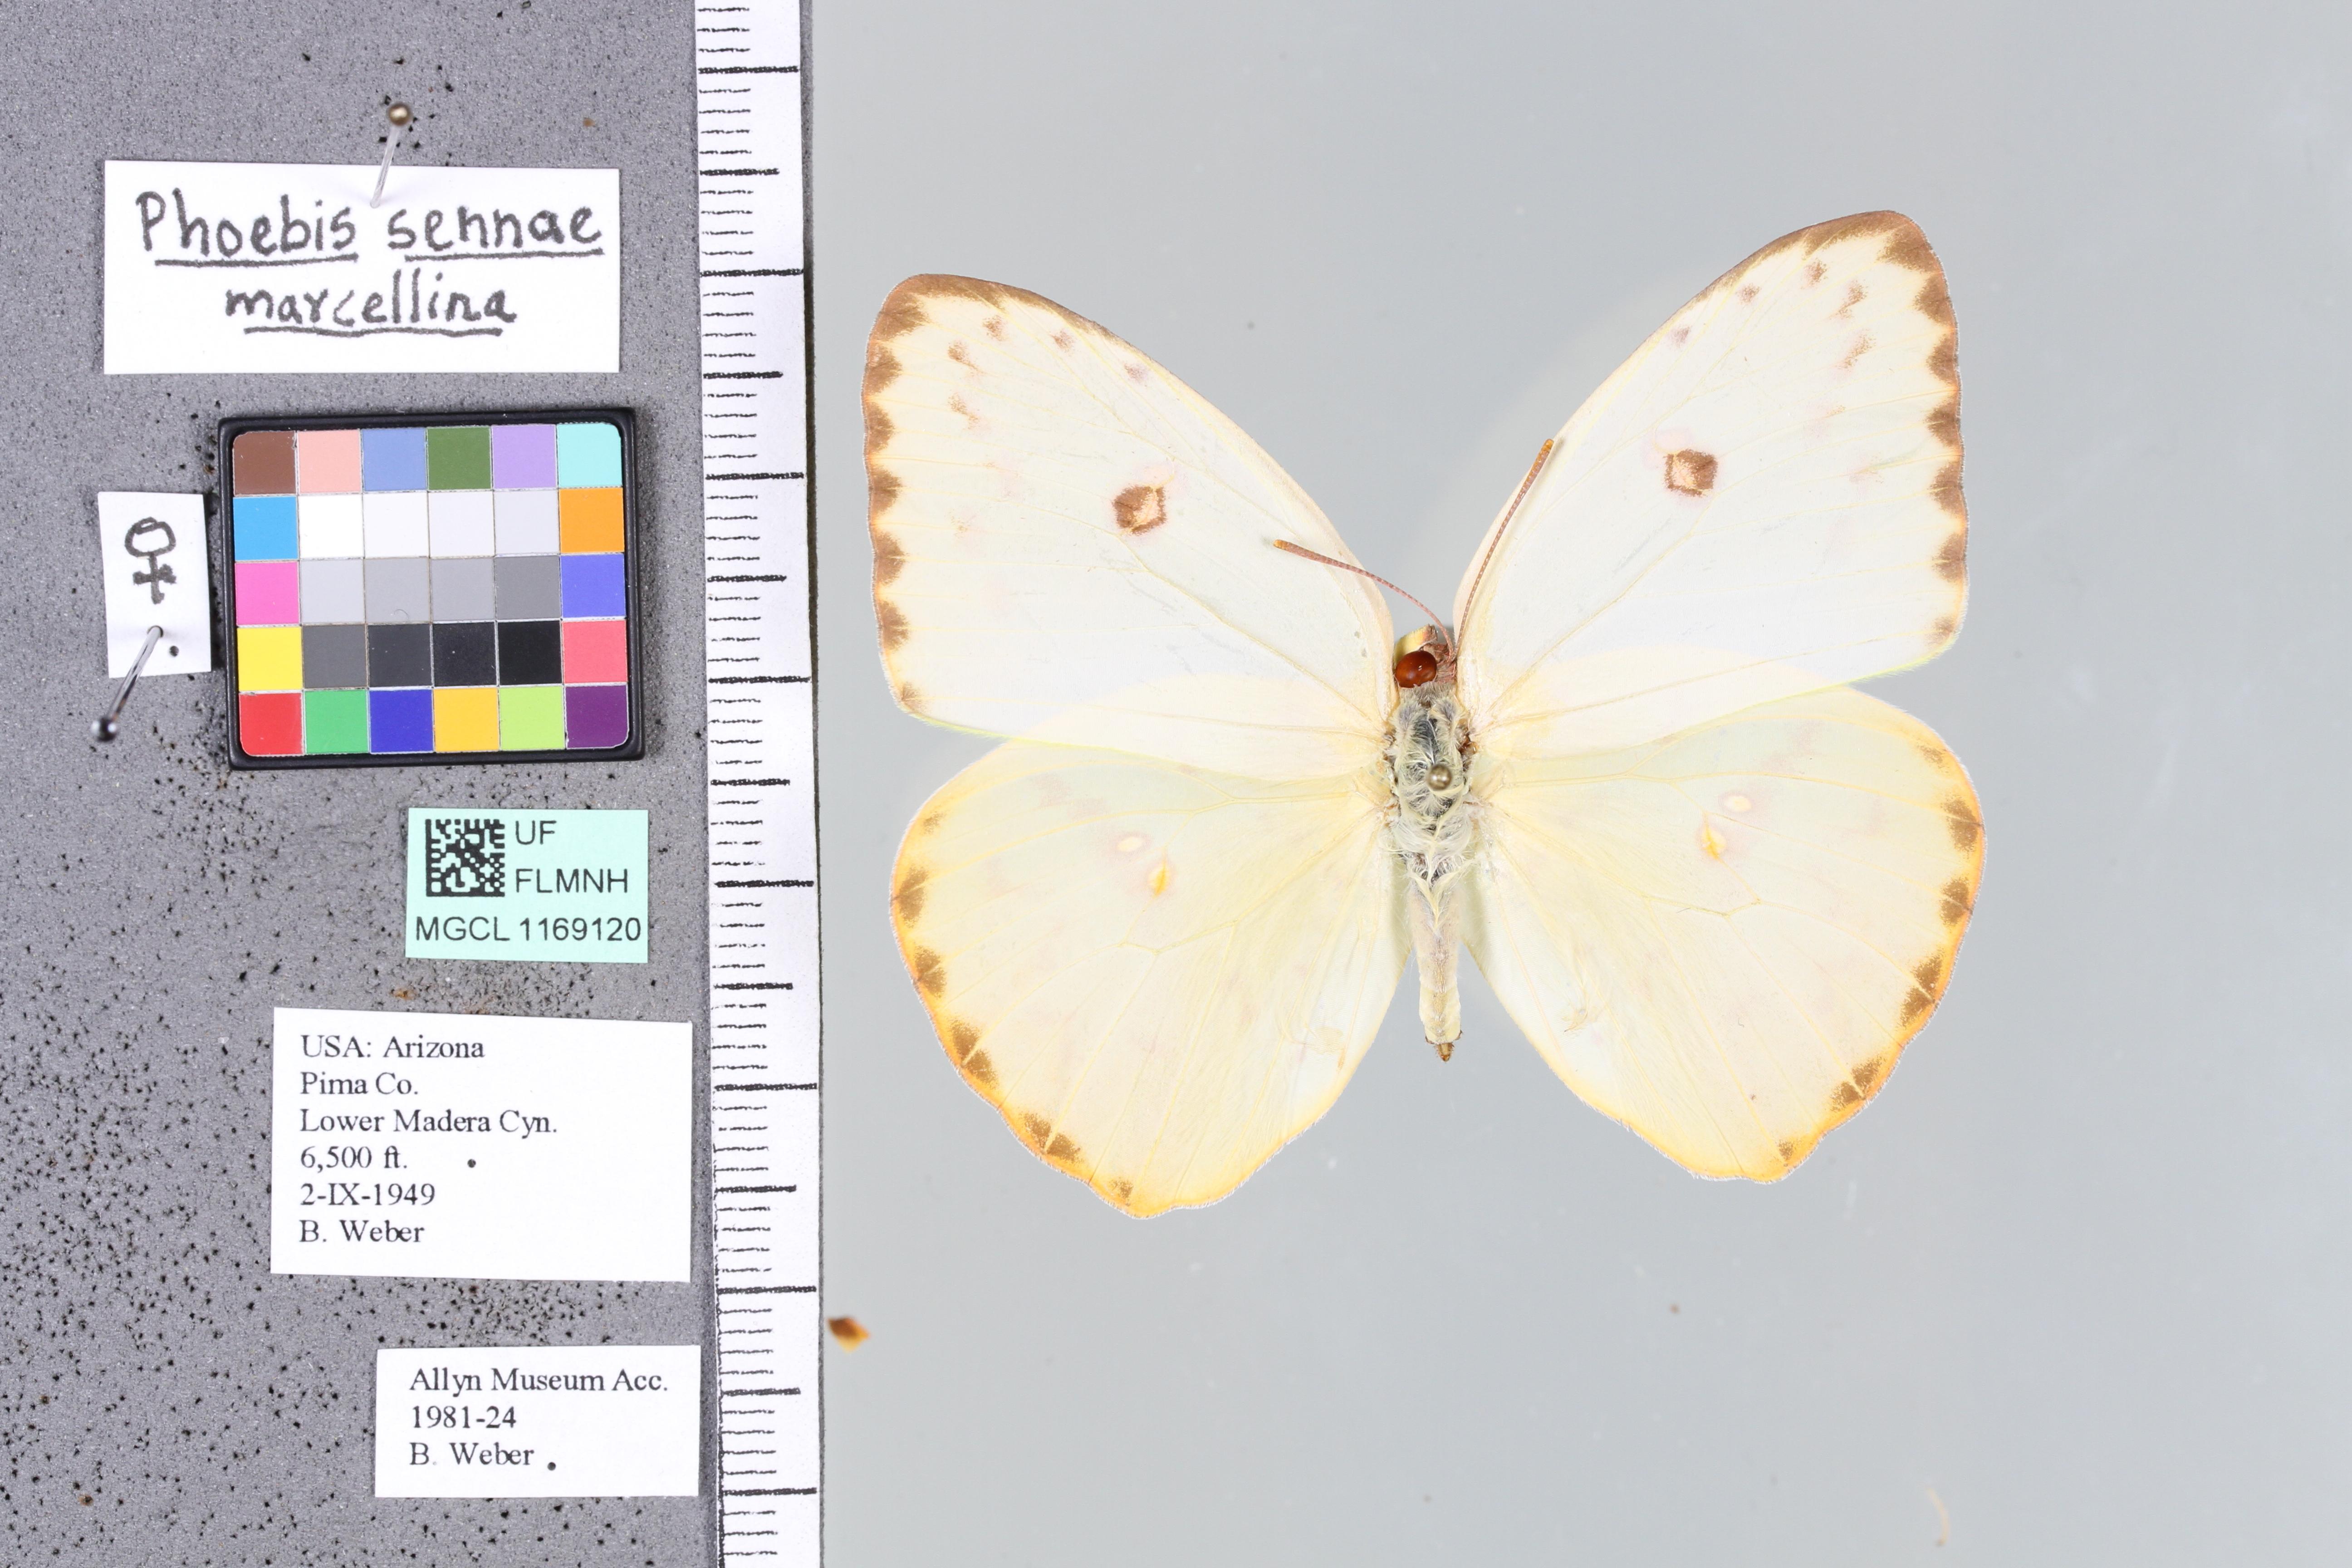 Phoebis sennae
marcellina
♀
UF
FLMNH
MGCL 1169120
USA: Arizona
Pima Co.
Lower Madera Cyn.
6,500 ft.
2-IX-1949
B. Weber
Allyn Museum Acc.
1981-24
B. Weber